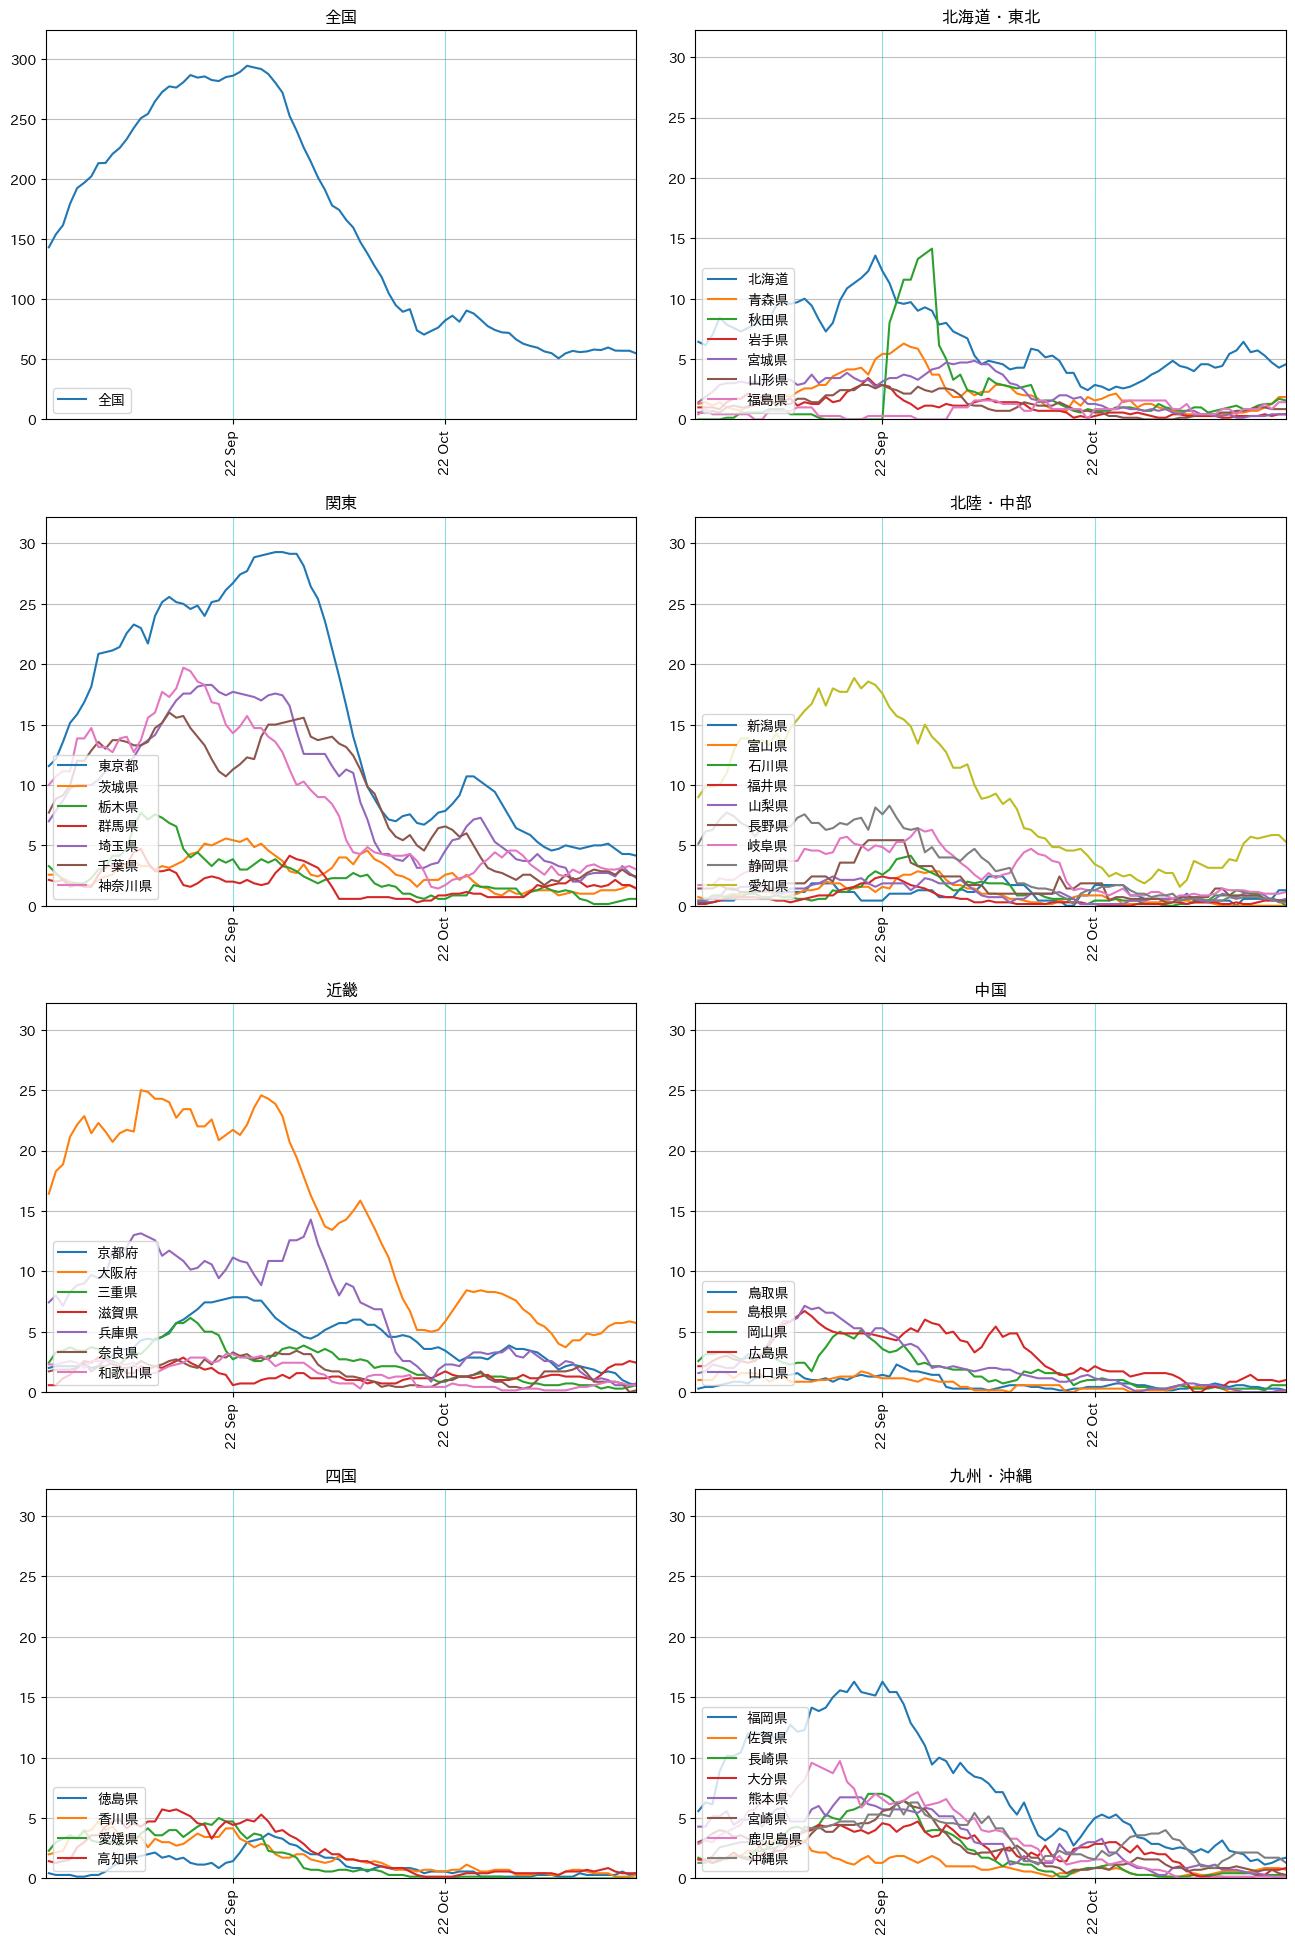 全国
300
250
200
150
100
50
0
全国
22 Sep
22 Oct
北海道・東北
30
25
20
15
10
5
0
北海道
青森県
秋田県
岩手県
宮城県
山形県
福島県
22 Sep
22 Oct
関東
30
25
20
15
10
5
0
東京都
茨城県
栃木県
群馬県
埼玉県
千葉県
神奈川県
22 Sep
22 Oct
北陸・中部
30
25
20
15
10
5
0
新潟県
富山県
石川県
福井県
山梨県
長野県
岐阜県
静岡県
愛知県
22 Sep
22 Oct
近畿
30
25
20
15
10
5
0
京都府
大阪府
三重県
滋賀県
兵庫県
奈良県
和歌山県
22 Sep
22 Oct
中国
30
25
20
15
10
5
0
鳥取県
島根県
岡山県
広島県
山口県
22 Sep
22 Oct
四国
30
25
20
15
10
5
0
徳島県
香川県
愛媛県
高知県
22 Sep
22 Oct
九州・沖縄
30
25
20
15
10
5
0
福岡県
佐賀県
長崎県
大分県
熊本県
宮崎県
鹿児島県
沖縄県
22 Sep
22 Oct